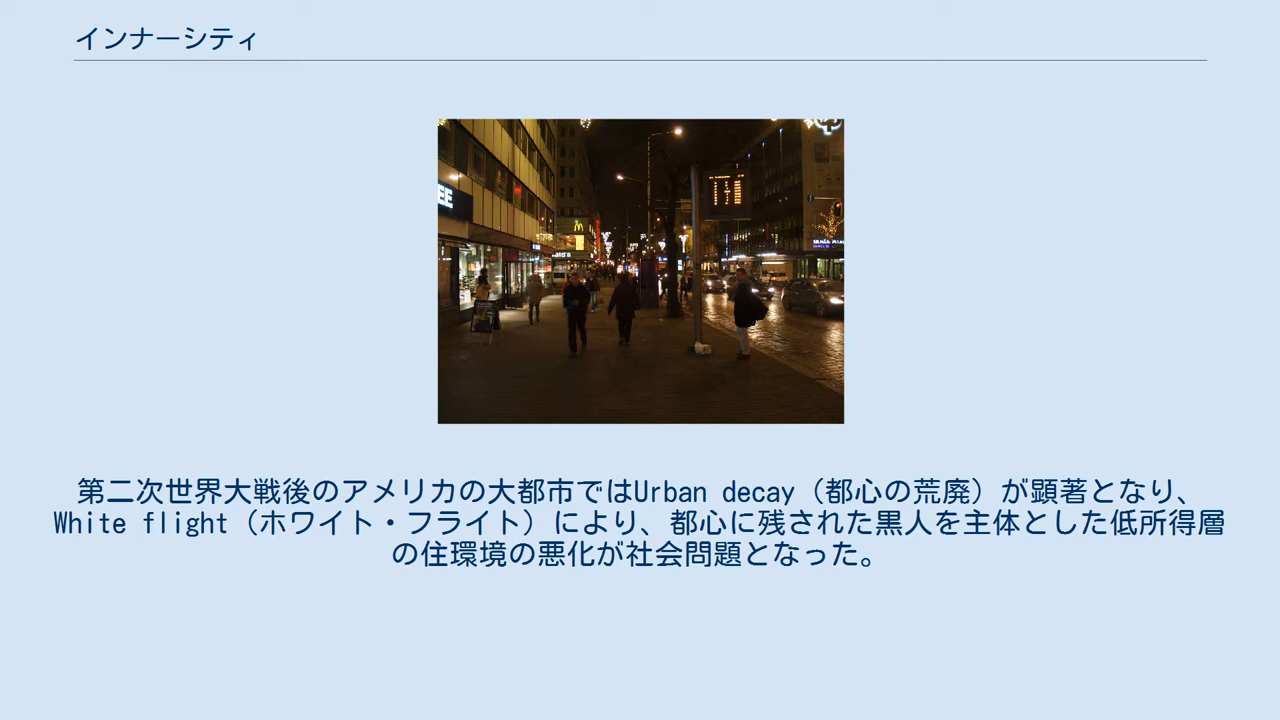 インナーシティ
EE
第二次世界大戦後のアメリカの大都市ではUrban decay（都心の荒廃）が顕著となり、
White flight（ホワイト・フライト）により、都心に残された黒人を主体とした低所得層
の住環境の悪化が社会問題となった。